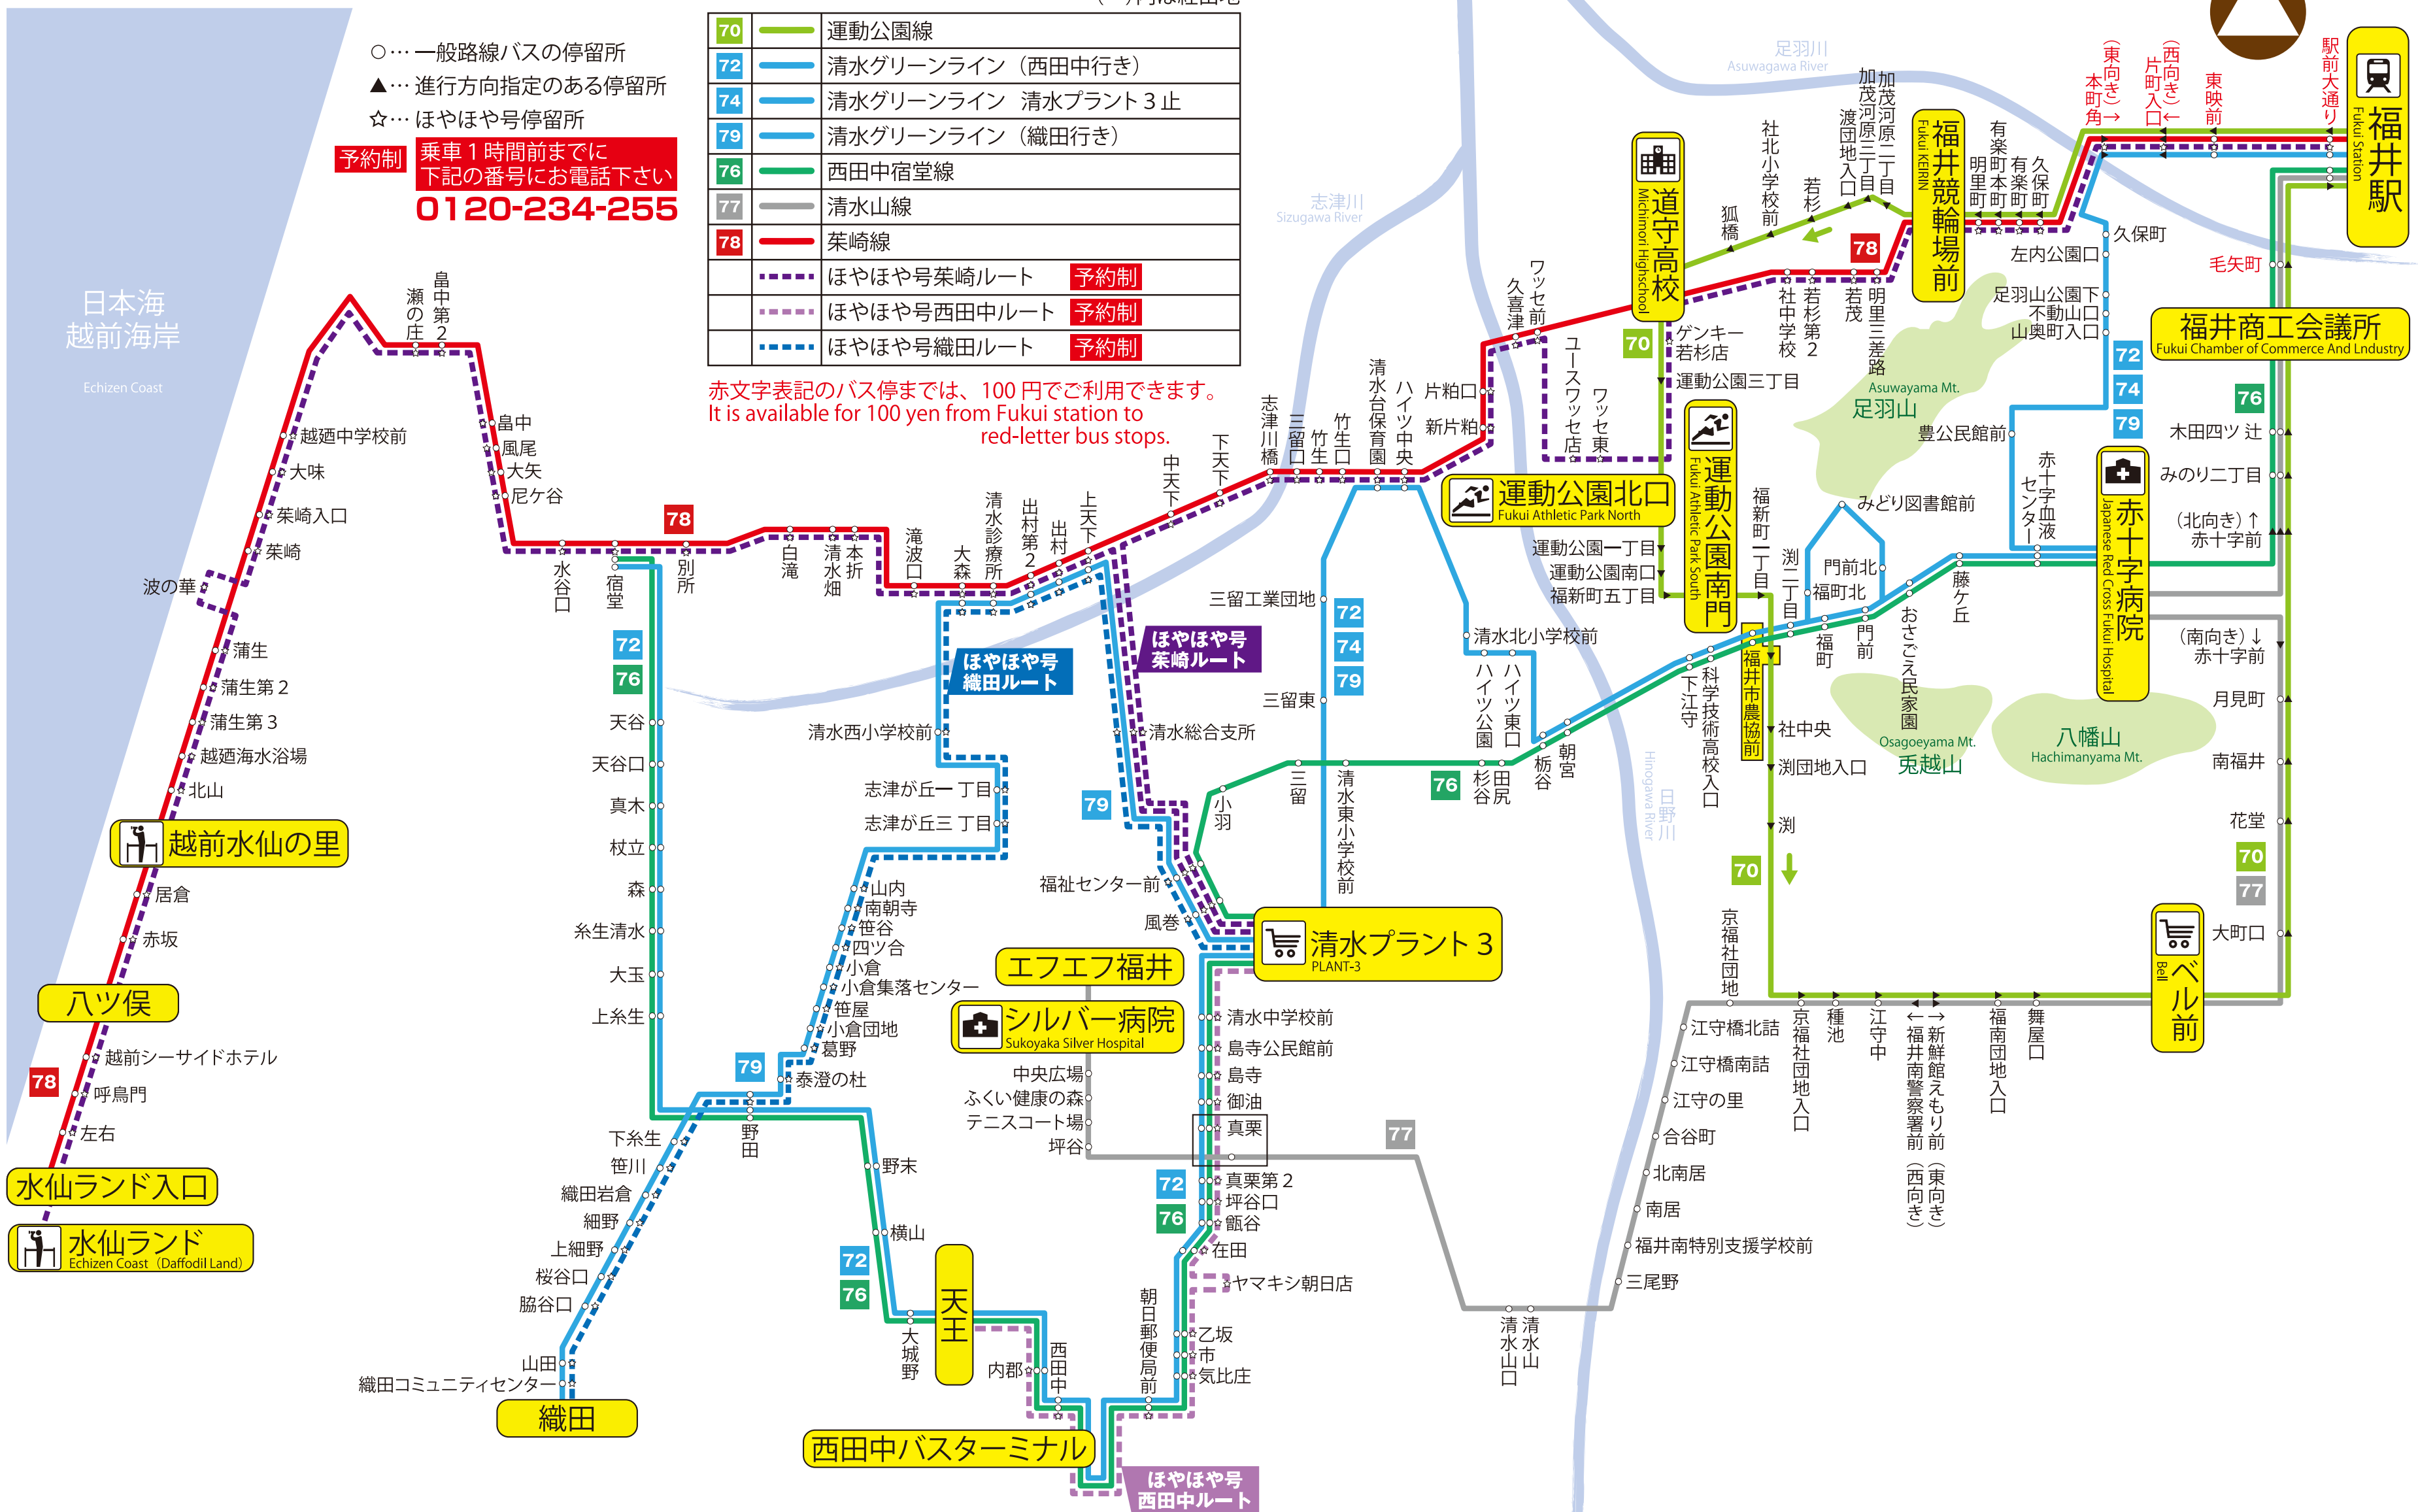 ○… 一般路線バスの停留所
▲… 進行方向指定のある停留所
☆… ほやほや号停留所
予約制
乗車１時間前までに
下記の番号にお電話下さい
0120-234-255
70 運動公園線
72 清水グリーンライン（西田中行き）
74 清水グリーンライン 清水プラント３止
79 清水グリーンライン（織田行き）
76 西田中宿堂線
77 清水山線
78 茱崎線
ほやほや号茱崎ルート 予約制
ほやほや号西田中ルート 予約制
ほやほや号織田ルート 予約制
赤文字表記のバス停までは、100 円でご利用できます。
It is available for 100 yen from Fukui station to
red-letter bus stops.
日本海
越前海岸
Echizen Coast
足羽川
Asuwagawa River
志津川
Sizugawa River
日野川
Hinogawa River
Asuwayama Mt.
足羽山
Osagoeyama Mt.
兎越山
八幡山
Hachimanyama Mt.
福井駅
Fukui Station
駅前大通り
東映前
片町入口
（西向き）←
本町角
（東向き）→
久保町
有楽町
有楽町本町
明里町
福井競輪場前
Fukui KEIRIN
加茂河原二丁目
加茂河原三丁目
渡団地入口
若杉
社北小学校前
狐橋
道守高校
Michimori Highschool
78
明里三差路
若茂
若杉第２
社中学校
ゲンキー
若杉店
70
運動公園三丁目
ワッセ前
久喜津
ユースワッセ店
ワッセ東
片粕口
新片粕
運動公園北口
Fukui Athletic Park North
運動公園南門
Fukui Athletic Park South
運動公園一丁目
運動公園南口
福新町五丁目
福新町一丁目
久保町
左内公園口
足羽山公園下
不動山口
山奥町入口
72
74
79
豊公民館前
赤十字血液
センター
赤十字病院
Japanese Red Cross Fukui Hospital
毛矢町
福井商工会議所
Fukui Chamber of Commerce And Lndustry
76
木田四ツ辻
みのり二丁目
（北向き）↑
赤十字前
（南向き）↓
赤十字前
月見町
南福井
花堂
70
77
大町口
ベル前
Bell
みどり図書館前
門前北
福町北
渕二丁目
福町
門前
おさごえ民家園
藤ケ丘
福井市農協前
科学技術高校入口
下江守
社中央
渕団地入口
渕
70
朝宮
栃谷
田尻
杉谷
76
清水東小学校前
三留
小羽
京福社団地
京福社団地入口
種池
江守中
←福井南警察署前（西向き）
→新鮮館えもり前（東向き）
福南団地入口
舞屋口
江守橋北詰
江守橋南詰
江守の里
合谷町
北南居
南居
福井南特別支援学校前
三尾野
清水山
清水山口
77
ハイツ中央
清水台保育園
竹生口
竹生
三留口
志津川橋
下天下
中天下
上天下
出村
出村第２
清水診療所
大森
滝波口
本折
清水畑
白滝
78
別所
宿堂
水谷口
尼ケ谷
大矢
風尾
畠中
畠中第２
瀬の庄
越廼中学校前
大味
茱崎入口
茱崎
波の華
蒲生
蒲生第２
蒲生第３
越廼海水浴場
北山
越前水仙の里
居倉
赤坂
八ツ俣
越前シーサイドホテル
78
呼鳥門
左右
水仙ランド入口
水仙ランド
Echizen Coast（Daffodil Land）
三留工業団地
72
74
79
三留東
清水北小学校前
ハイツ公園
ハイツ東口
ほやほや号
茱崎ルート
ほやほや号
織田ルート
清水総合支所
清水西小学校前
志津が丘一丁目
志津が丘三丁目
79
福祉センター前
風巻
清水プラント３
PLANT-3
72
76
天谷
天谷口
真木
杖立
森
糸生清水
大玉
上糸生
山内
南朝寺
笹谷
四ツ合
小倉
小倉集落センター
笹屋
小倉団地
葛野
79
泰澄の杜
野田
下糸生
笹川
織田岩倉
細野
上細野
桜谷口
脇谷口
山田
織田コミュニティセンター
織田
野末
横山
72
76
大城野
天王
内郡
西田中
西田中バスターミナル
ほやほや号
西田中ルート
エフエフ福井
シルバー病院
Sukoyaka Silver Hospital
中央広場
ふくい健康の森
テニスコート場
坪谷
清水中学校前
島寺公民館前
島寺
御油
真栗
72
76
真栗第２
坪谷口
甑谷
在田
ヤマキシ朝日店
乙坂
市
気比庄
朝日郵便局前